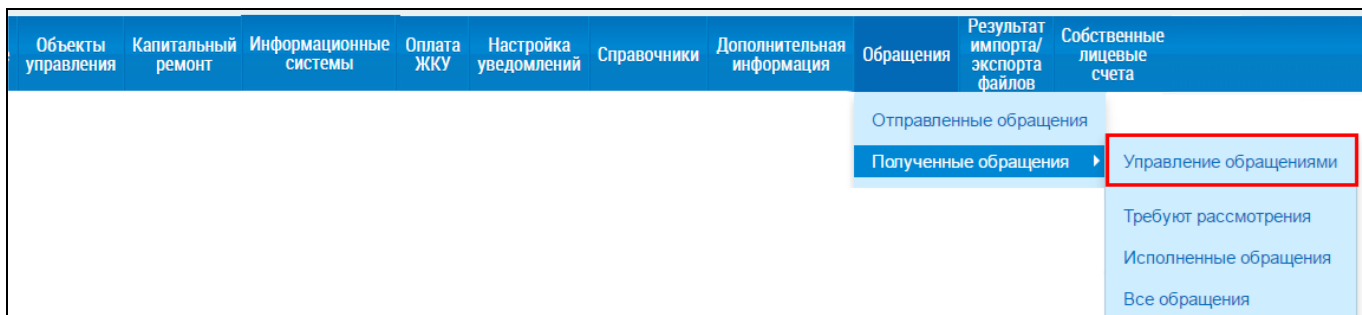 Объекты
управления
Капитальный
ремонт
Информационные
системы
Оплата
ЖКУ
Настройка
уведомлений
Справочники
Дополнительная
информация
Обращения
Результат
импорта/
экспорта
файлов
Собственные
лицевые
счета
Отправленные обращения
Полученные обращения
Управление обращениями
Требуют рассмотрения
Исполненные обращения
Все обращения